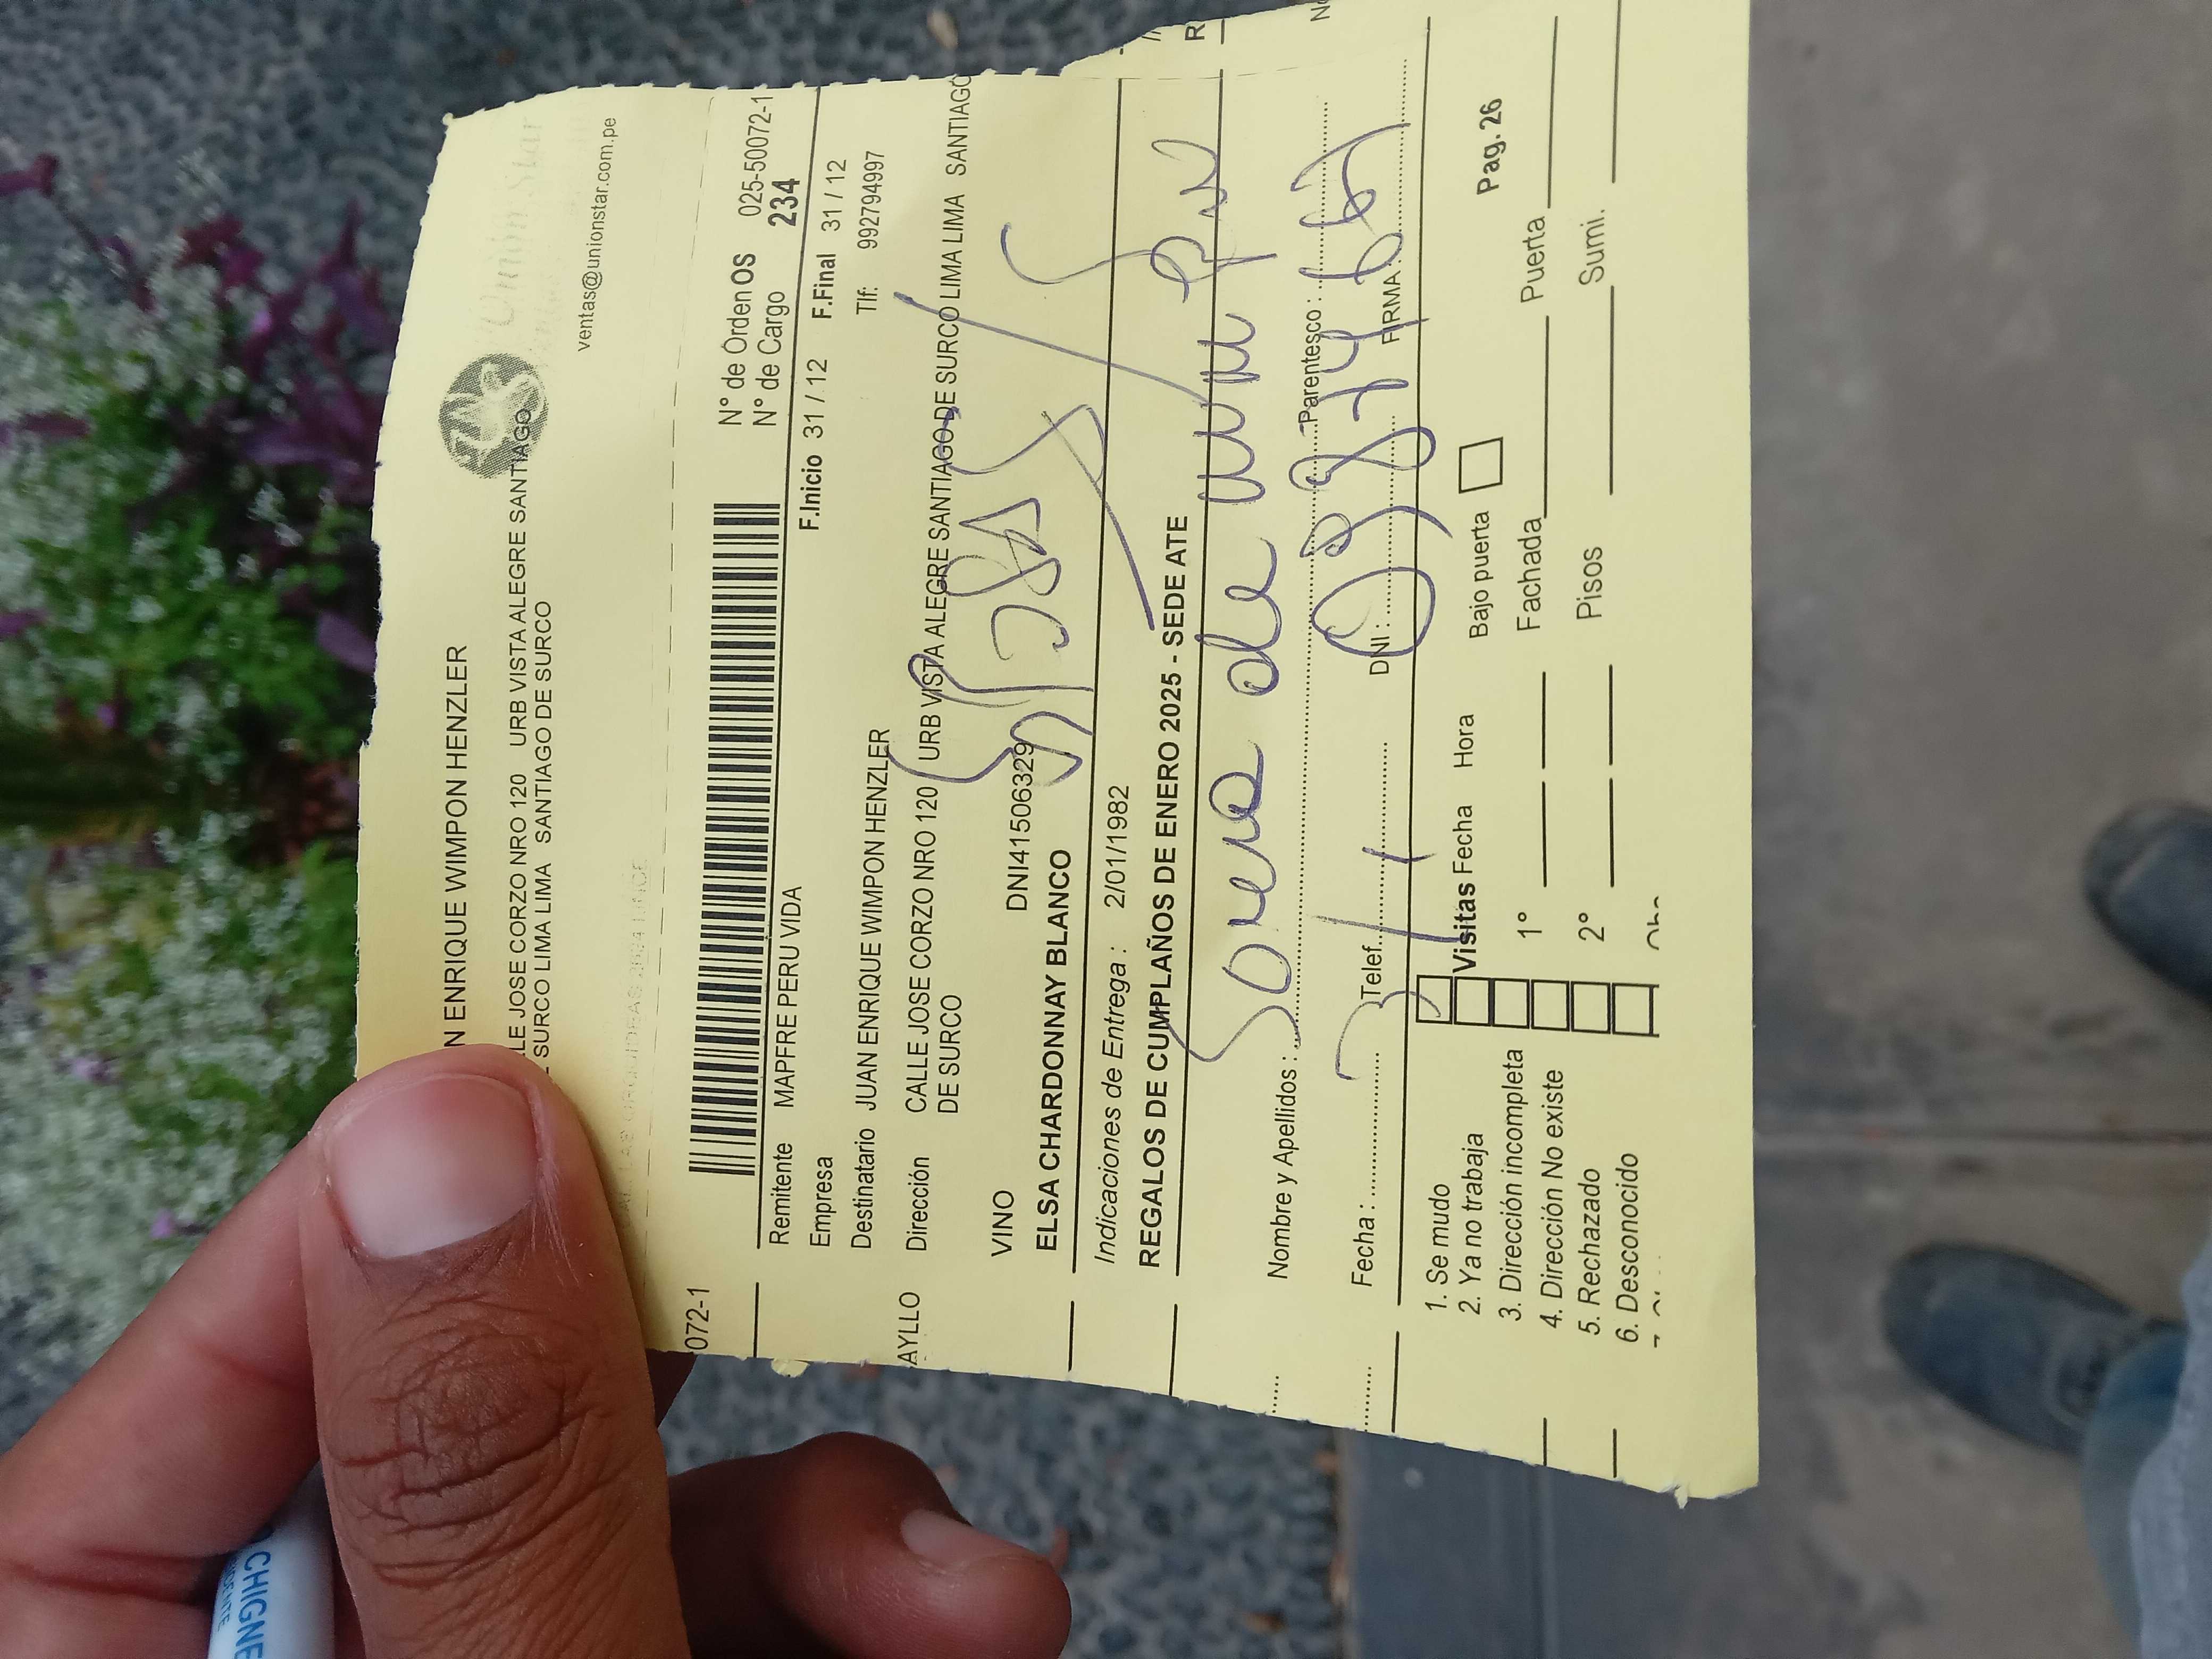 N ENRIQUE WIMPON HENZLER
LLE JOSE CORZO NRO 120 URB VISTA ALEGRE SANTIAGO
SURCO LIMA LIMA SANTIAGO DE SURCO
Union Star
ventas@unionstar.com.pe
072-1
N° de Orden OS 025-50072-1
N° de Cargo 234
Remitente MAPFRE PERU VIDA
F.Inicio 31 / 12 F.Final 31 / 12
Empresa
Tlf: 992794997
Destinatario JUAN ENRIQUE WIMPON HENZLER
AYLLO
Dirección CALLE JOSE CORZO NRO 120 URB VISTA ALEGRE SANTIAGO DE SURCO LIMA LIMA SANTIAGO
DE SURCO
VINO DNI41506329
ELSA CHARDONNAY BLANCO
Indicaciones de Entrega : 2/01/1982
REGALOS DE CUMPLAÑOS DE ENERO 2025 - SEDE ATE
Nombre y Apellidos : de Parentesco :
Fecha : Telef. DNI : FIRMA :
1. Se mudo
2. Ya no trabaja Visitas Fecha Hora Bajo puerta Pag. 26
3. Dirección incompleta 1° Fachada Puerta
4. Dirección No existe
5. Rechazado 2° Pisos Sumi.
6. Desconocido
CHIGNE